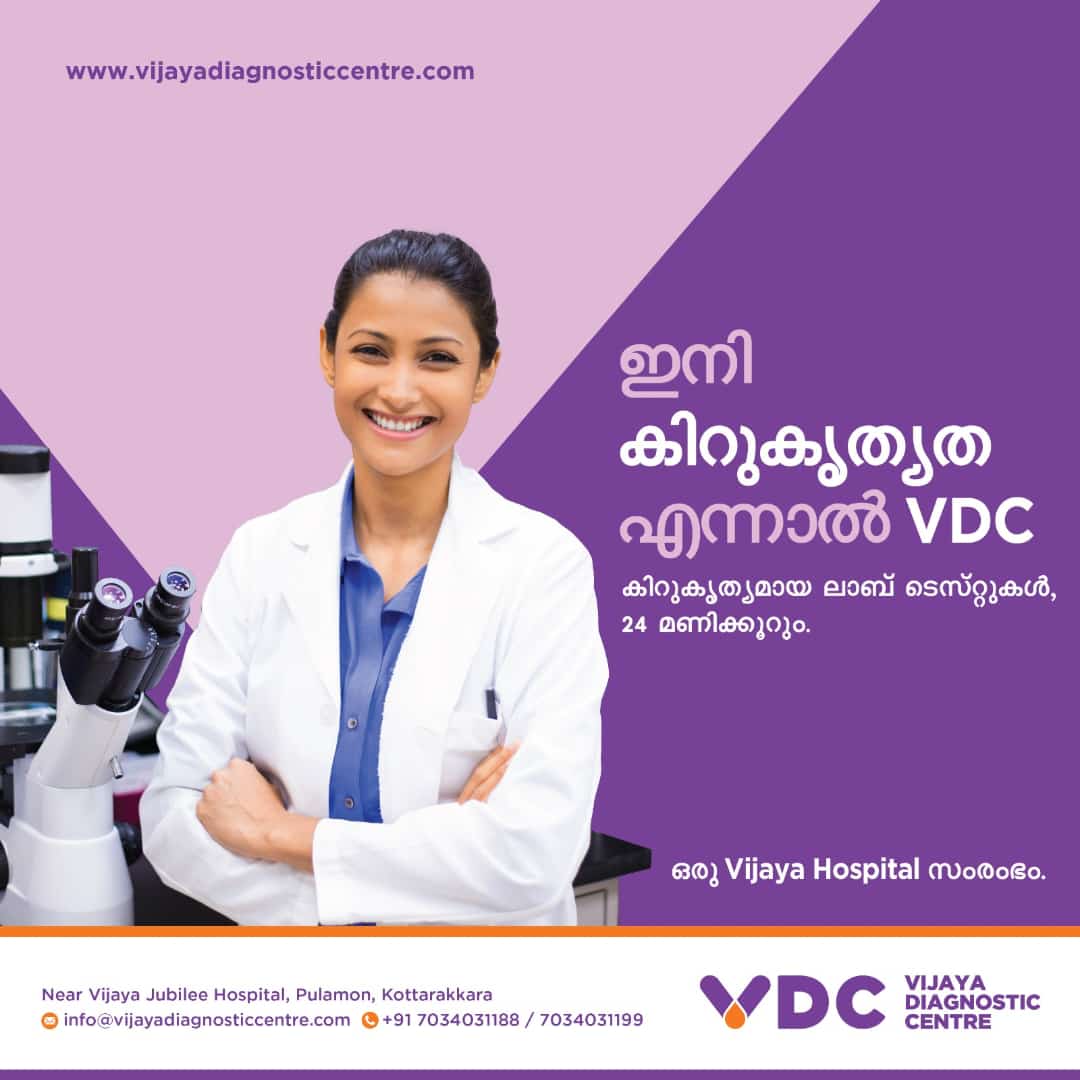 www.vijayadiagnosticcentre.com
ഇനി
കിറുകൃത്യത
എന്നാൽ VDC
കിറുകൃത്യമായ ലാബ് ടെസ്റ്റുകൾ,
24 മണിക്കൂറും.
ഒരു Vijaya Hospital സംരംഭം.
Near Vijaya Jubilee Hospital, Pulamon, Kottarakkara
info@vijayadiagnosticcentre.com +91 7034031188 / 7034031199
VDC
VIJAYA
DIAGNOSTIC
CENTRE